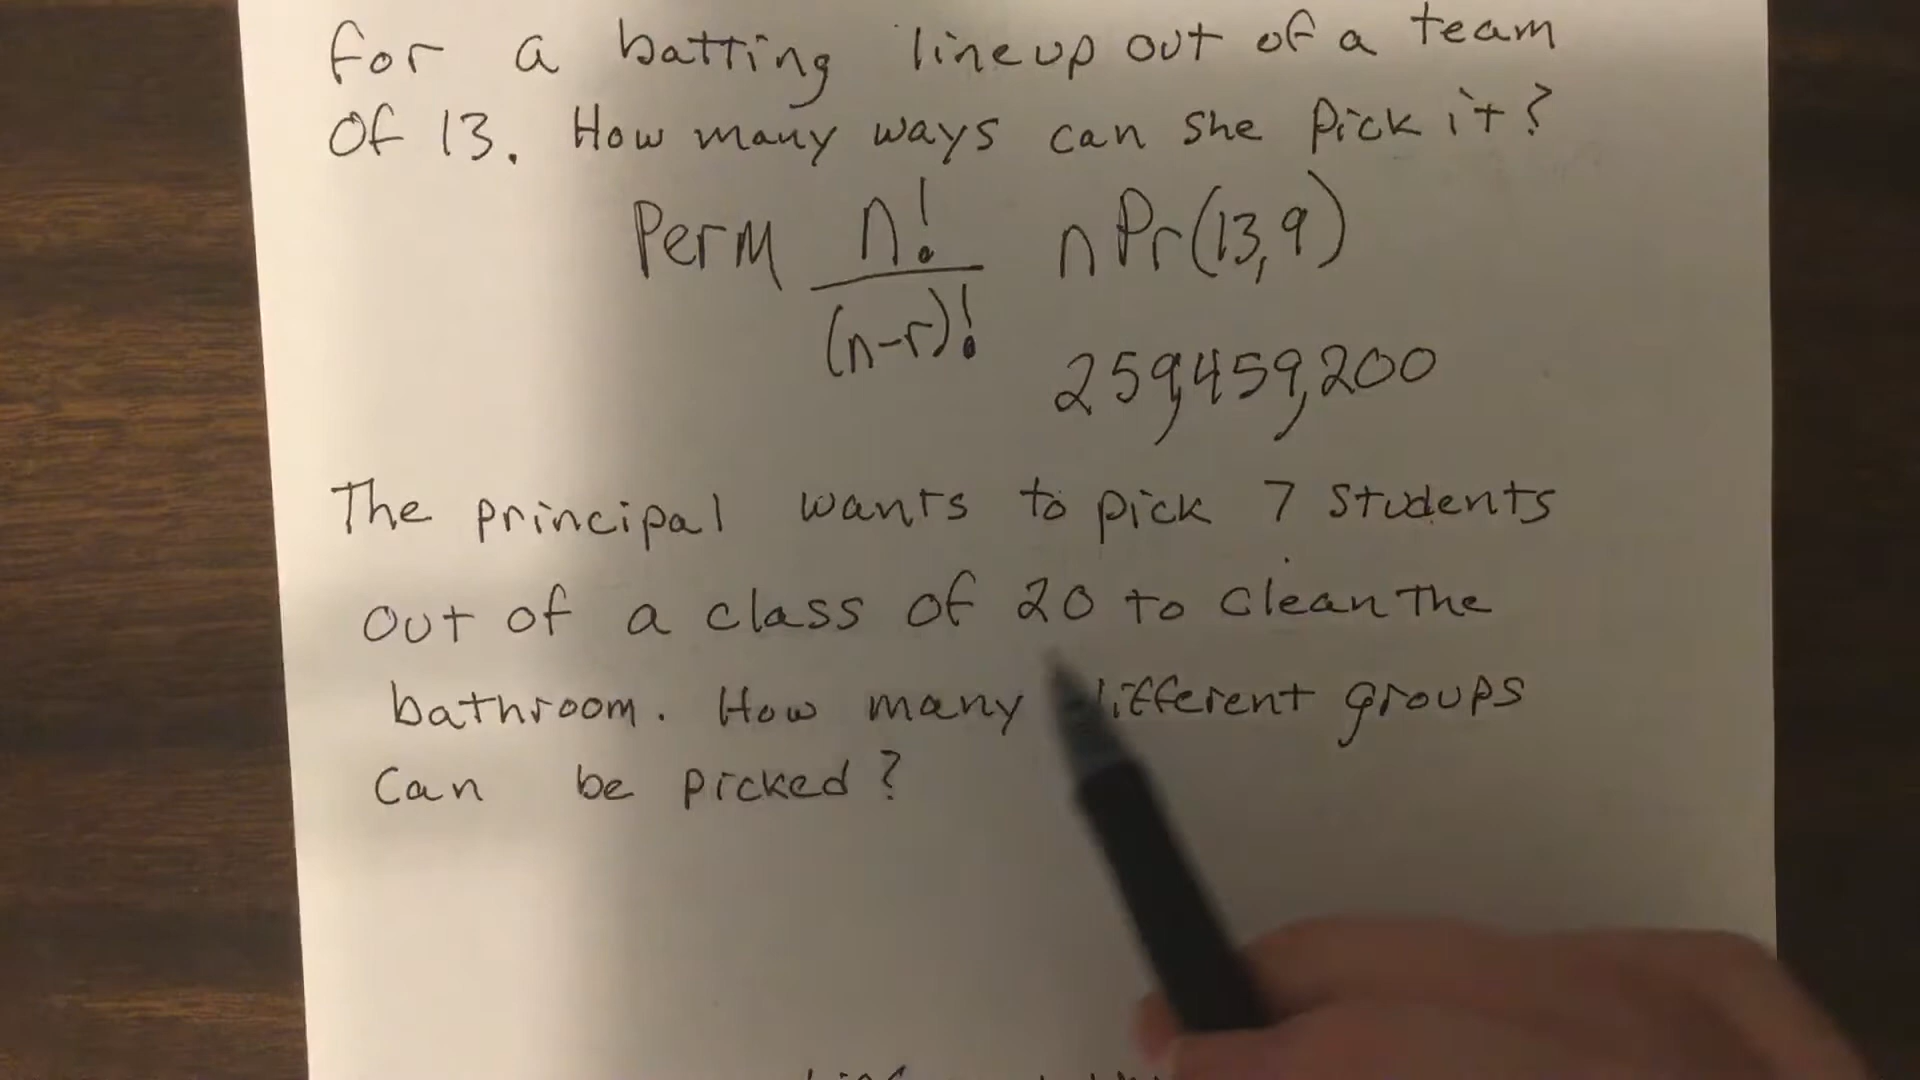 for a batting lineup out of a team
of 13. How many ways can she pick it?
Perm n!/(n-r)! nPr(13,9)
259,459,200
The principal wants to pick 7 students
out of a class of 20 to clean the
bathroom. How many different groups
can be picked?